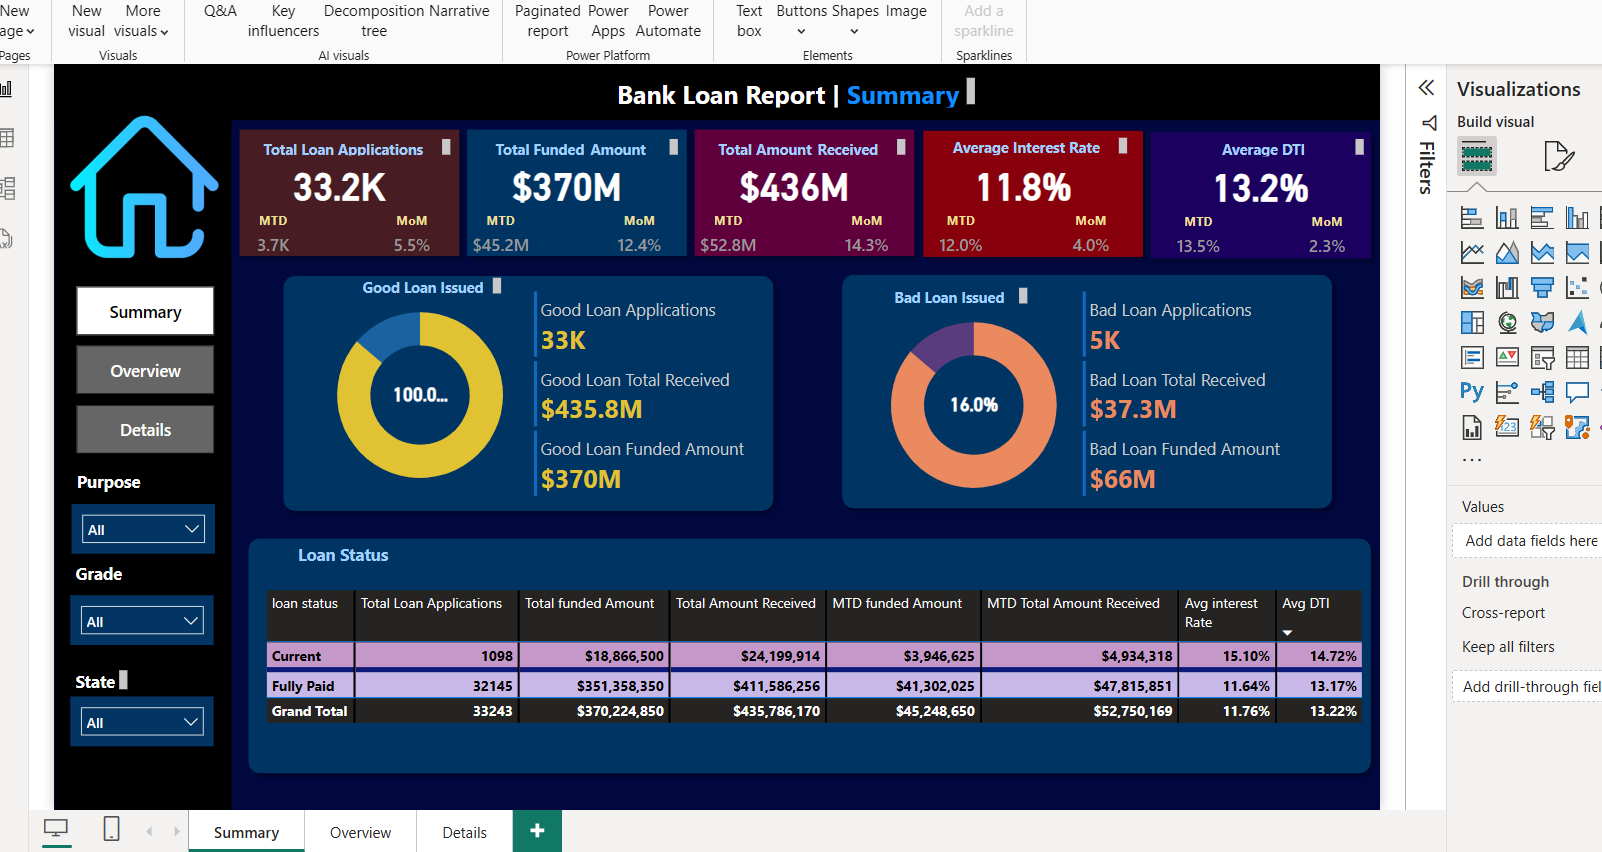 New
age
Pages
New
visual
More
visuals
Visuals
Q&A
Key
influencers
Decomposition
tree
Narrative
AI visuals
Paginated
report
Power
Apps
Power
Automate
Power Platform
Text
box
Buttons
Shapes
Image
Elements
Add a
sparkline
Sparklines
Bank Loan Report | Summary
Total Loan Applications
33.2K
MTD MoM
3.7K 5.5%
Total Funded Amount
$370M
MTD MoM
$45.2M 12.4%
Total Amount Received
$436M
MTD MoM
$52.8M 14.3%
Average Interest Rate
11.8%
MTD MoM
12.0% 4.0%
Average DTI
13.2%
MTD MoM
13.5% 2.3%
Summary
Overview
Details
Purpose
All
Grade
All
State
All
Good Loan Issued
100.0...
Good Loan Applications
33K
Good Loan Total Received
$435.8M
Good Loan Funded Amount
$370M
Bad Loan Issued
16.0%
Bad Loan Applications
5K
Bad Loan Total Received
$37.3M
Bad Loan Funded Amount
$66M
Loan Status
loan status Total Loan Applications Total funded Amount Total Amount Received MTD funded Amount MTD Total Amount Received Avg interest Avg DTI
Rate
Current 1098 $18,866,500 $24,199,914 $3,946,625 $4,934,318 15.10% 14.72%
Fully Paid 32145 $351,358,350 $411,586,256 $41,302,025 $47,815,851 11.64% 13.17%
Grand Total 33243 $370,224,850 $435,786,170 $45,248,650 $52,750,169 11.76% 13.22%
Summary
Overview
Details
+
Filters
Visualizations
Build visual
Py
123
...
Values
Add data fields here
Drill through
Cross-report
Keep all filters
Add drill-through fiel